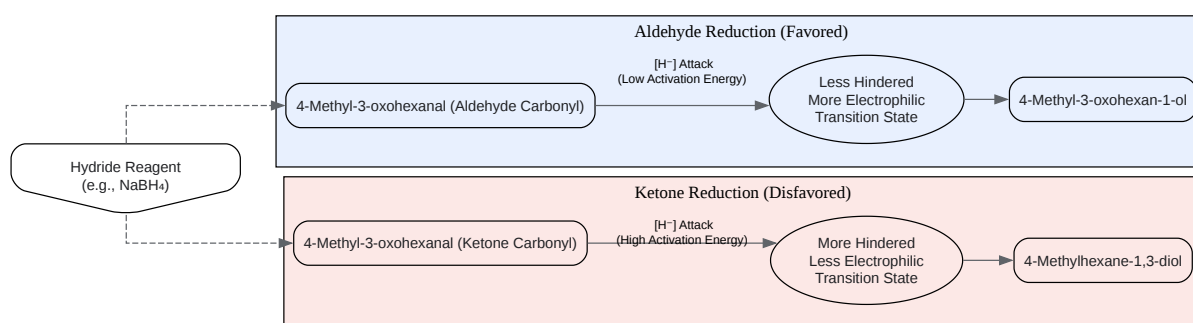 Aldehyde Reduction (Favored)
[H⁻] Attack
(Low Activation Energy)
4-Methyl-3-oxohexanal (Aldehyde Carbonyl)
Less Hindered
More Electrophilic
Transition State
4-Methyl-3-oxohexan-1-ol
Hydride Reagent
(e.g., NaBH₄)
Ketone Reduction (Disfavored)
[H⁻] Attack
(High Activation Energy)
4-Methyl-3-oxohexanal (Ketone Carbonyl)
More Hindered
Less Electrophilic
Transition State
4-Methylhexane-1,3-diol